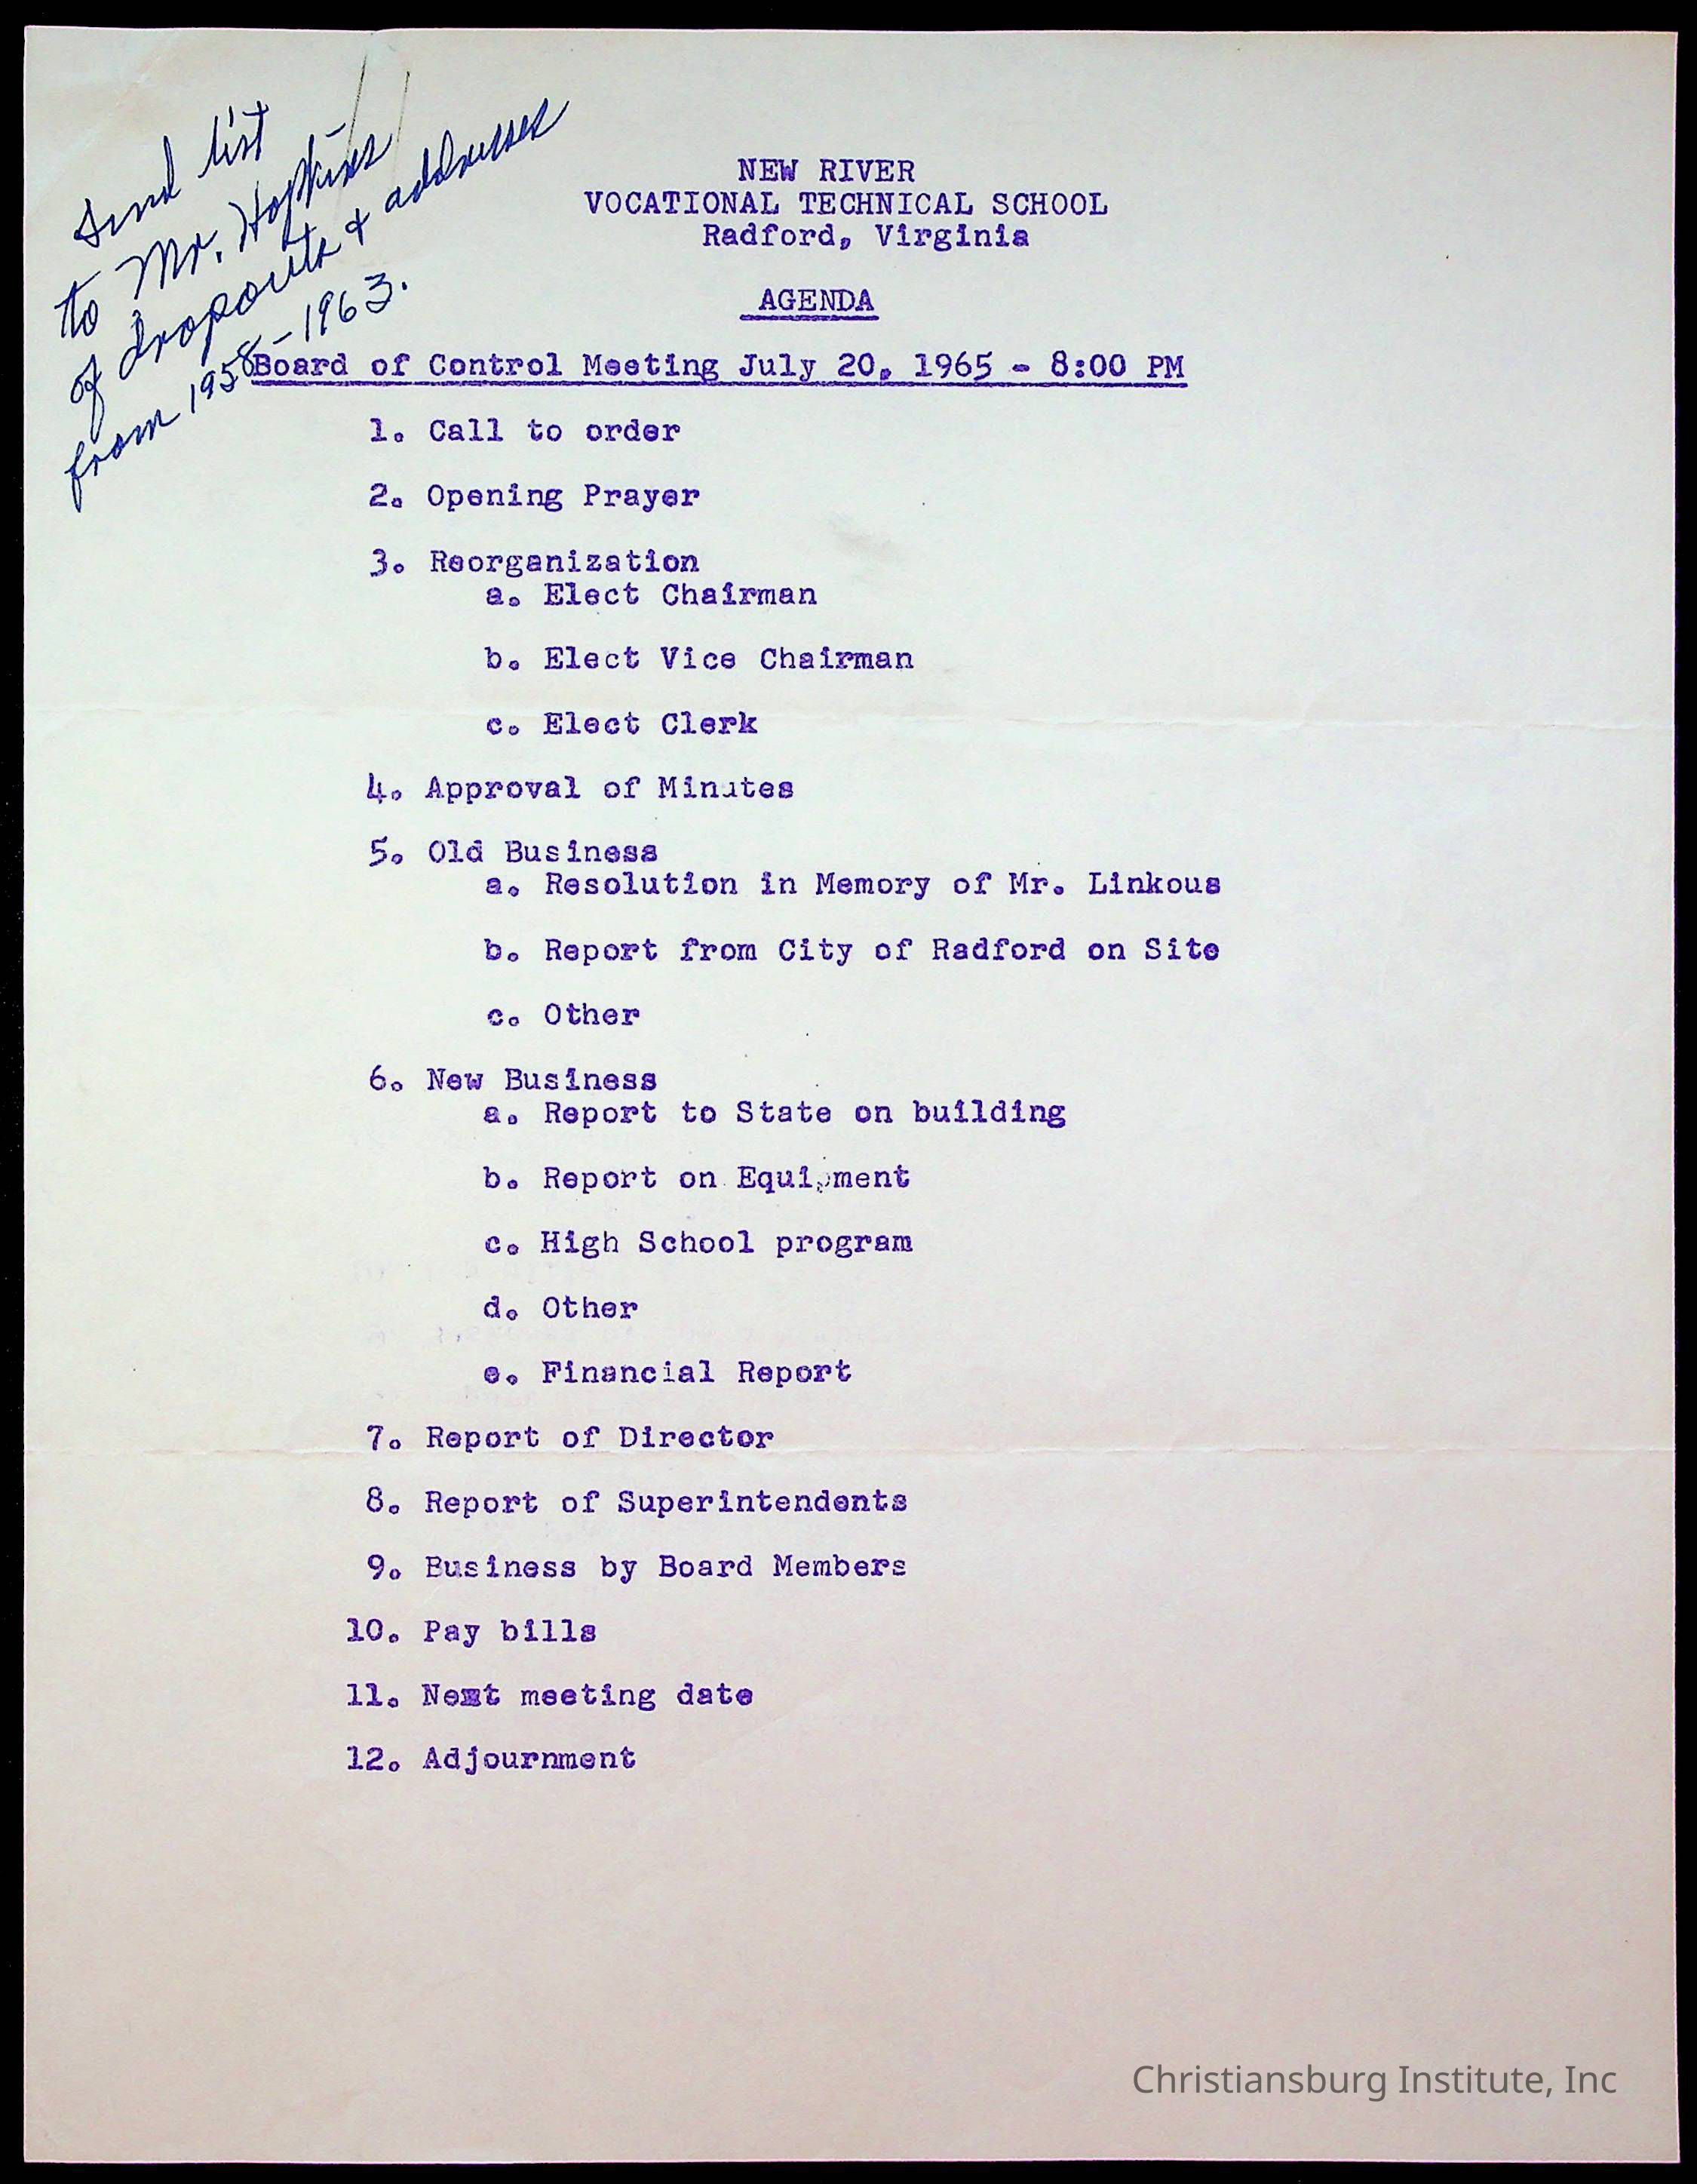 Send list
to Mr. Hopkins
of dropouts & addresses
from 1958-1963.
NEW RIVER
VOCATIONAL TECHNICAL SCHOOL
Radford, Virginia
AGENDA
Board of Control Meeting July 20, 1965 - 8:00 PM
1. Call to order
2. Opening Prayer
3. Reorganization
a. Elect Chairman
b. Elect Vice Chairman
c. Elect Clerk
4. Approval of Minutes
5. Old Business
a. Resolution in Memory of Mr. Linkous
b. Report from City of Radford on Site
c. Other
6. New Business
a. Report to State on building
b. Report on Equipment
c. High School program
d. Other
e. Financial Report
7. Report of Director
8. Report of Superintendents
9. Business by Board Members
10. Pay bills
11. Next meeting date
12. Adjournment
Christiansburg Institute, Inc